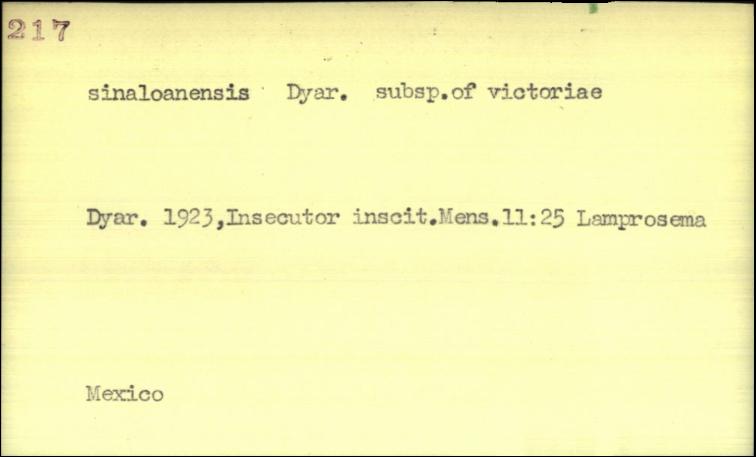 217
sinaloanensis Dyar. subsp.of victoriae
Dyar. 1923,Insecutor inscit.Mens.11:25 Lamprosema
Mexico